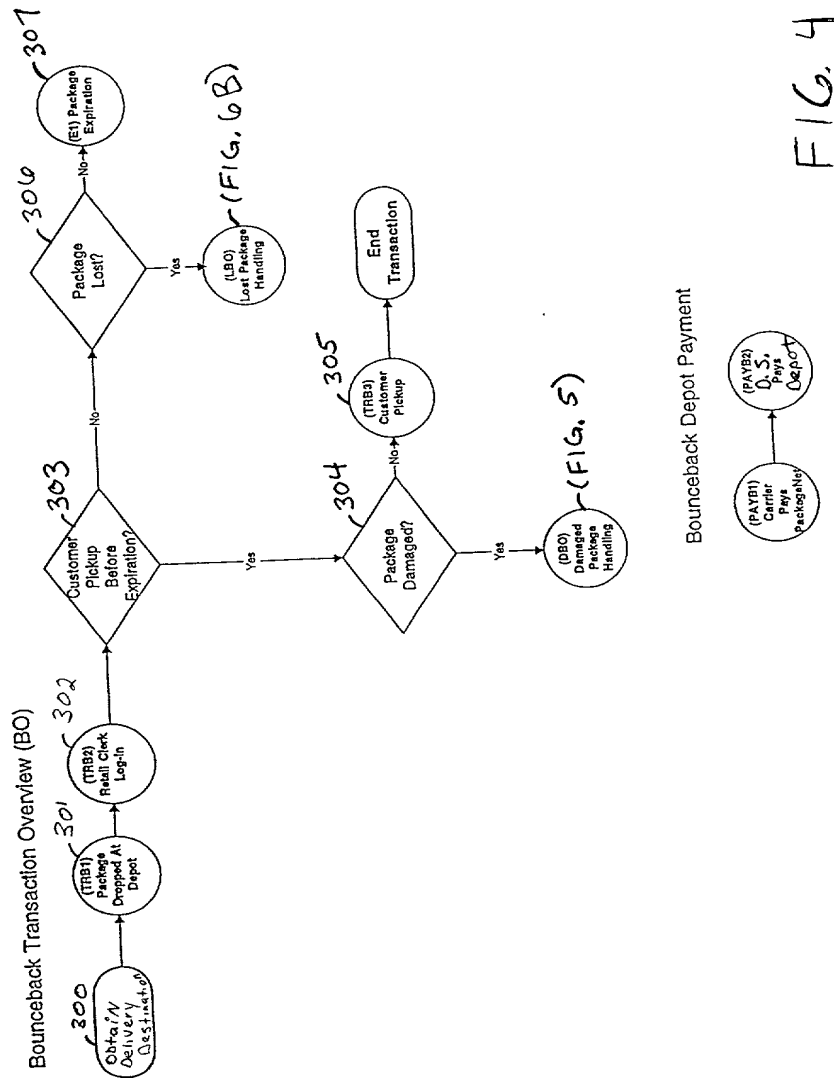 Bounceback Transaction Overview (BO)
300
Obtain
Delivery
Destination
301
(TRB1)
Package
Dropped At
Depot
302
(TRB2)
Retail Clerk
Log-In
303
Customer
Pickup
Before
Expiration?
No
Yes
306
Package
Lost?
No
Yes
307
(E1) Package
Expiration
(LBO)
Lost Package
Handling
(FIG. 6B)
304
Package
Damaged?
No
Yes
305
(TRB3)
Customer
Pickup
End
Transaction
(DBO)
Damaged
Package
Handling
(FIG. 5)
Bounceback Depot Payment
(PAYB1)
Carrier
Pays
PackageNet
(PAYB2)
D.S.
Pays
Depot
FIG. 4